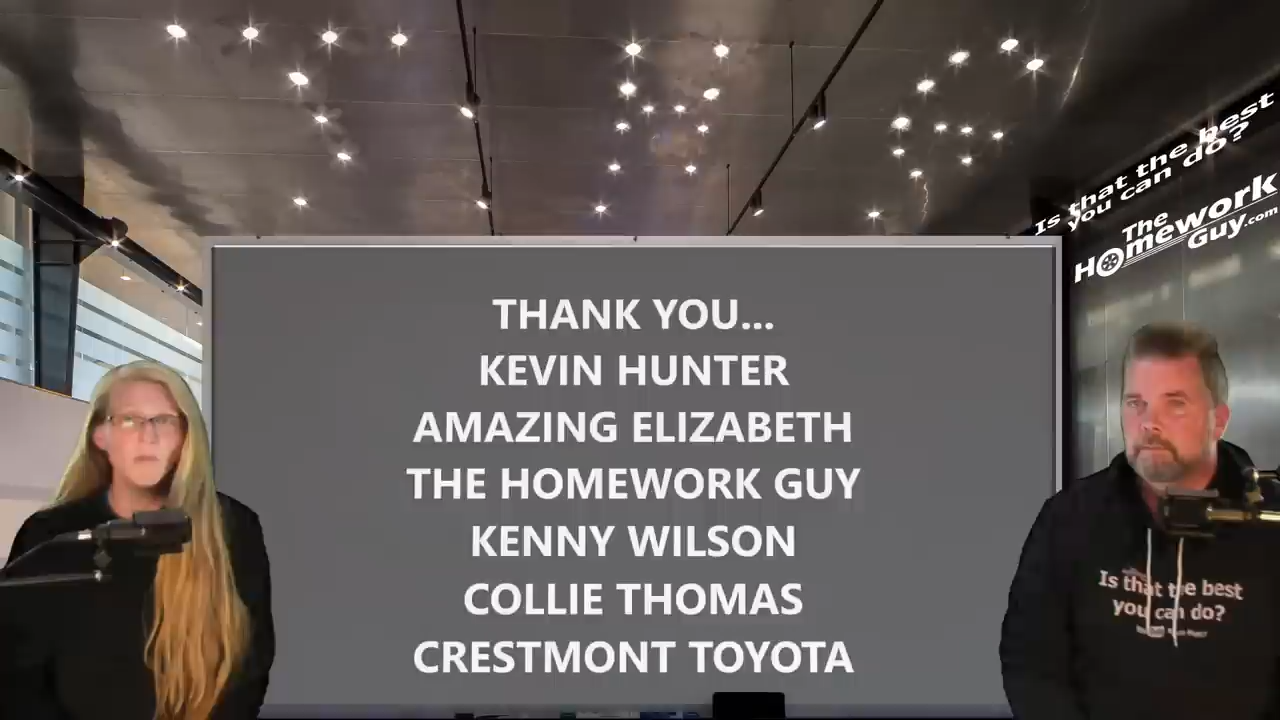 Is that the best
you can do?
The
Homework
Guy.com
THANK YOU...
KEVIN HUNTER
AMAZING ELIZABETH
THE HOMEWORK GUY
KENNY WILSON
COLLIE THOMAS
CRESTMONT TOYOTA
Is that the best
you can do?